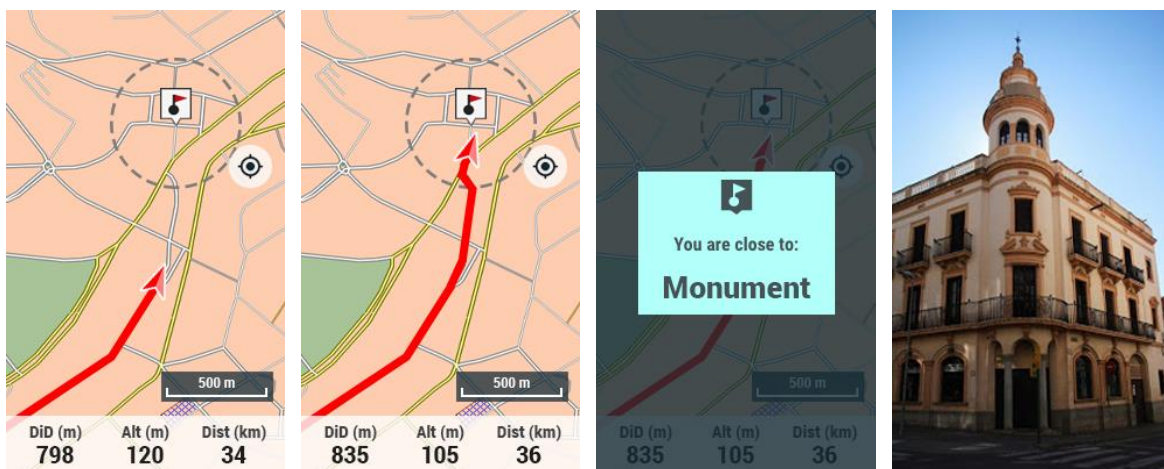 500 m
DiD (m) Alt (m) Dist (km)
798 120 34
500 m
DiD (m) Alt (m) Dist (km)
835 105 36
You are close to:
Monument
500 m
DiD (m) Alt (m) Dist (km)
835 105 36